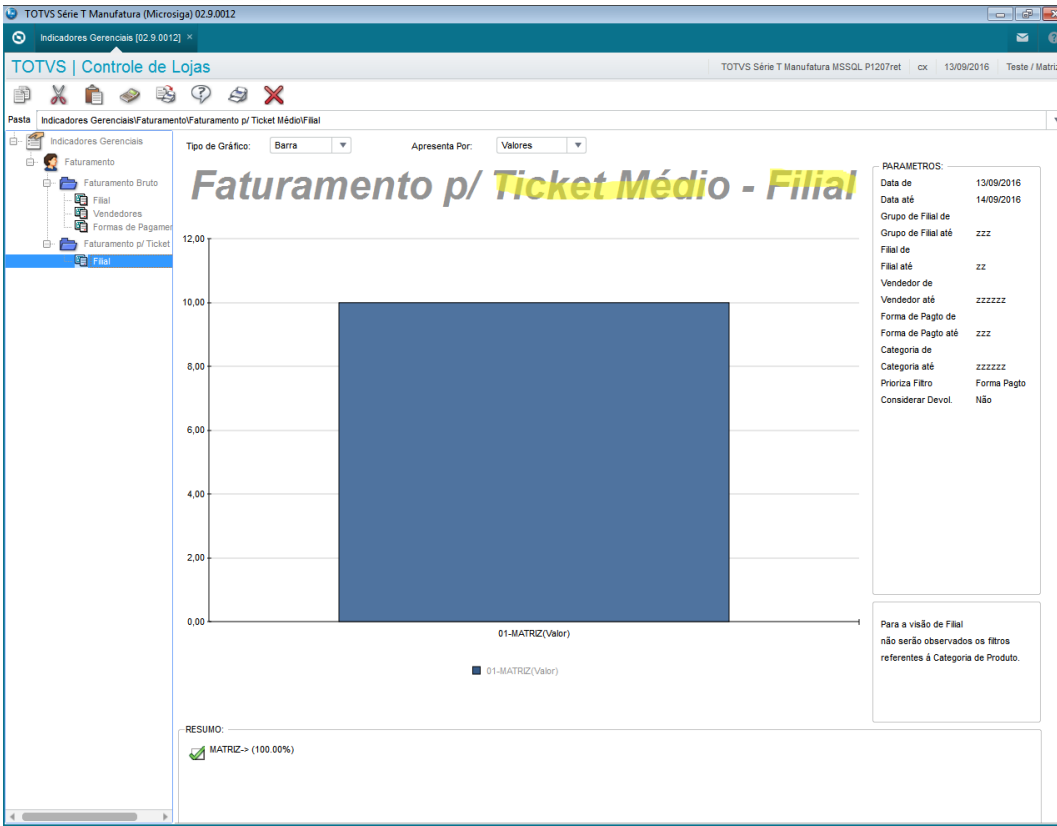 TOTVS Série T Manufatura (Microsiga) 02.9.0012
Indicadores Gerenciais [02.9.0012] ×
TOTVS | Controle de Lojas
TOTVS Série T Manufatura MSSQL P1207ret cx 13/09/2016 Teste / Matriz
Pasta Indicadores Gerenciais\Faturamento\Faturamento p/ Ticket Médio\Filial
Indicadores Gerenciais
Faturamento
Faturamento Bruto
Filial
Vendedores
Formas de Pagamen
Faturamento p/ Ticket
Filial
Tipo de Gráfico: Barra Apresenta Por: Valores
Faturamento p/ Ticket Médio - Filial
12,00
10,00
8,00
6,00
4,00
2,00
0,00
01-MATRIZ(Valor)
01-MATRIZ(Valor)
PARAMETROS:
Data de 13/09/2016
Data até 14/09/2016
Grupo de Filial de
Grupo de Filial até zzz
Filial de
Filial até zz
Vendedor de
Vendedor até zzzzzz
Forma de Pagto de
Forma de Pagto até zzz
Categoria de
Categoria até zzzzzz
Prioriza Filtro Forma Pagto
Considerar Devol. Não
Para a visão de Filial
não serão observados os filtros
referentes á Categoria de Produto.
RESUMO:
MATRIZ-> (100.00%)